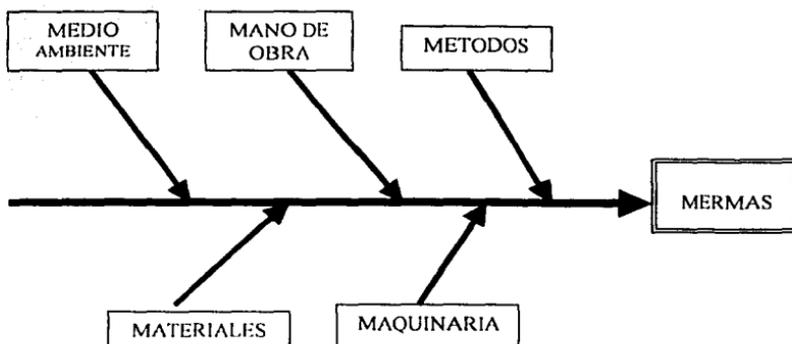 MEDIO
AMBIENTE
MANO DE
OBRA
METODOS
MERMAS
MATERIALES
MAQUINARIA